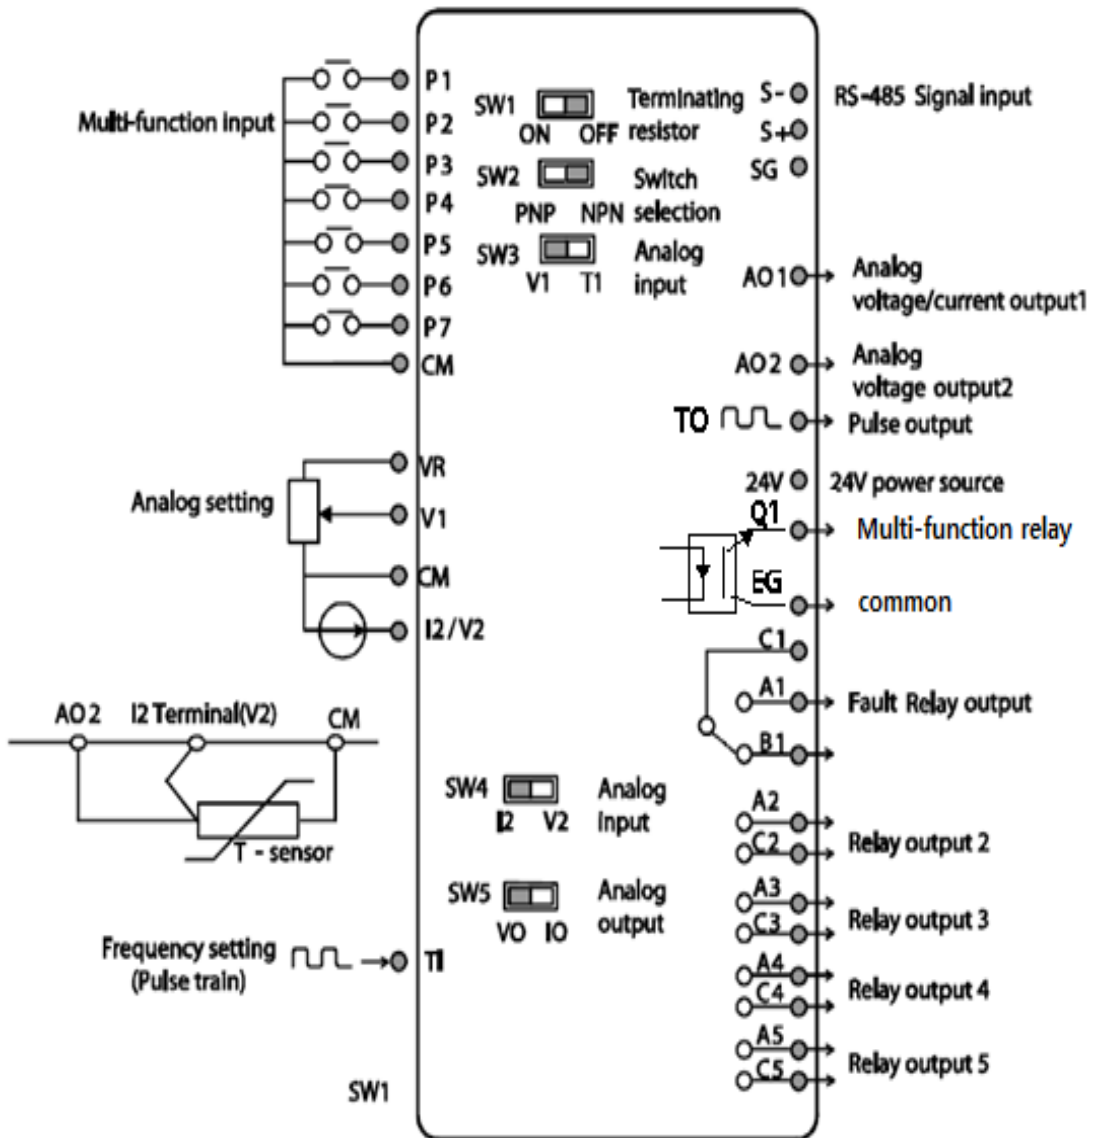 Multi-function input
P1
P2
P3
P4
P5
P6
P7
CM
Analog setting
VR
V1
CM
I2/V2
AO 2
I2 Terminal(V2)
CM
T - sensor
Frequency setting
(Pulse train)
TI
SW1
SW1
ON OFF
Terminating
resistor
SW2
PNP NPN
Switch
selection
SW3
V1 T1
Analog
input
SW4
I2 V2
Analog
Input
SW5
VO IO
Analog
output
S-
RS-485 Signal input
S+
SG
AO1
Analog
voltage/current output1
AO2
Analog
voltage output2
TO
Pulse output
24V
24V power source
Q1
Multi-function relay
EG
common
C1
A1
Fault Relay output
B1
A2
C2
Relay output 2
A3
C3
Relay output 3
A4
C4
Relay output 4
A5
C5
Relay output 5